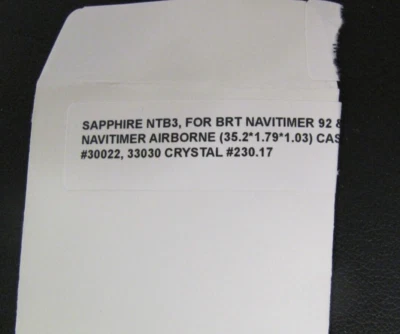 SAPPHIRE NTB3, FOR BRT NAVITIMER 92 &
NAVITIMER AIRBORNE (35.2*1.79*1.03) CAS
#30022, 33030 CRYSTAL #230.17